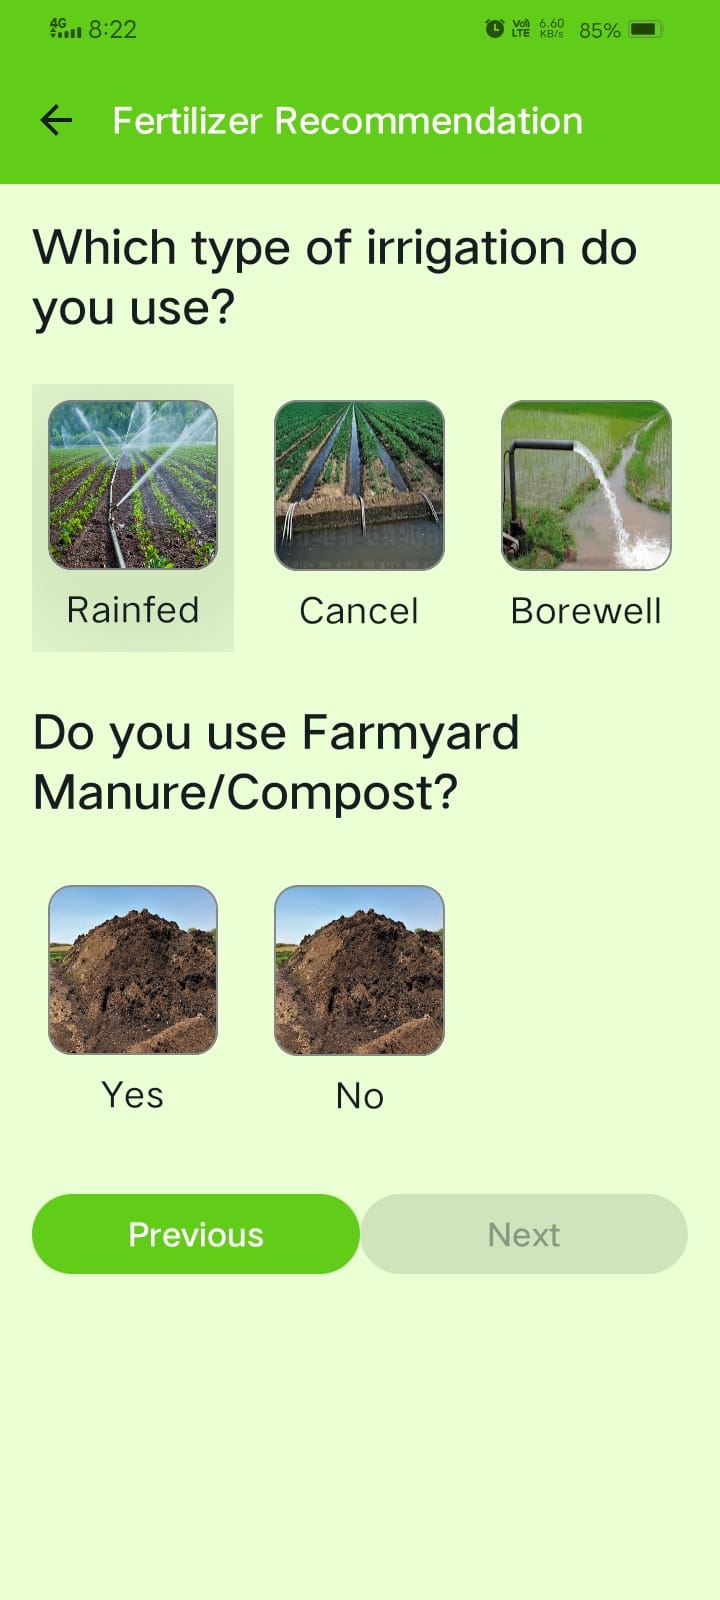 4G 8:22 Vo) LTE 6.60 KB/s 85%
Fertilizer Recommendation
Which type of irrigation do
you use?
Rainfed Cancel Borewell
Do you use Farmyard
Manure/Compost?
Yes No
Previous Next